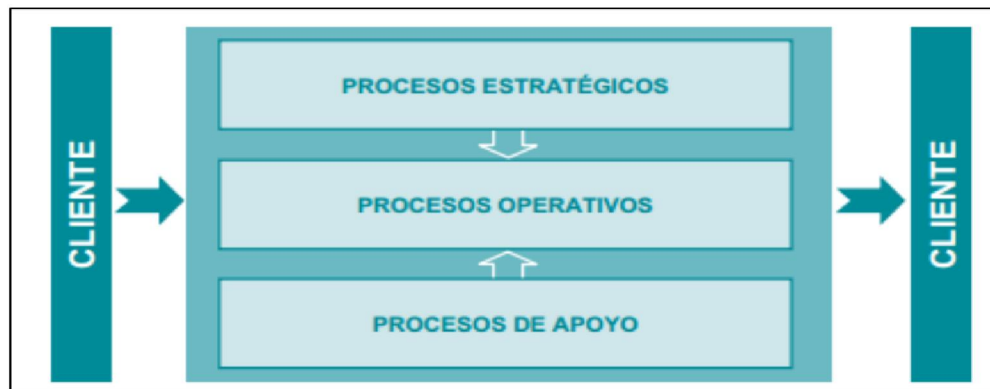 CLIENTE
PROCESOS ESTRATÉGICOS
PROCESOS OPERATIVOS
PROCESOS DE APOYO
CLIENTE